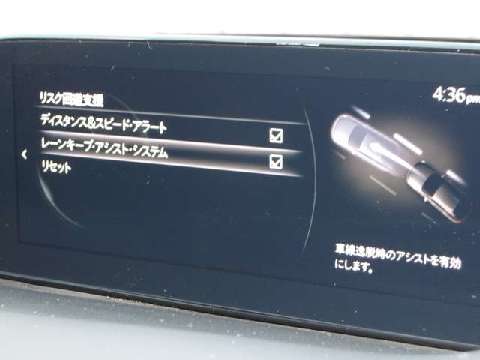 リスク回避支援
4:36pm
ディスタンス&スピード・アラート
レーンキープ・アシスト・システム
リセット
車線逸脱時のアシストを有効
にします。